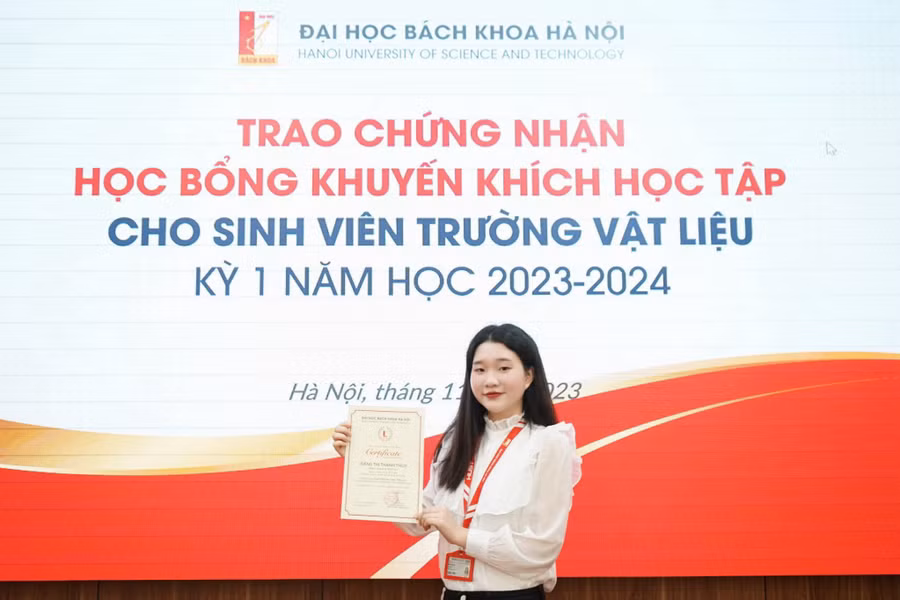 ĐẠI HỌC BÁCH KHOA HÀ NỘI
HANOI UNIVERSITY OF SCIENCE AND TECHNOLOGY
BÁCH KHOA
TRAO CHỨNG NHẬN
HỌC BỔNG KHUYẾN KHÍCH HỌC TẬP
CHO SINH VIÊN TRƯỜNG VẬT LIỆU
KỲ 1 NĂM HỌC 2023-2024
Hà Nội, tháng 11 2023
Certificate